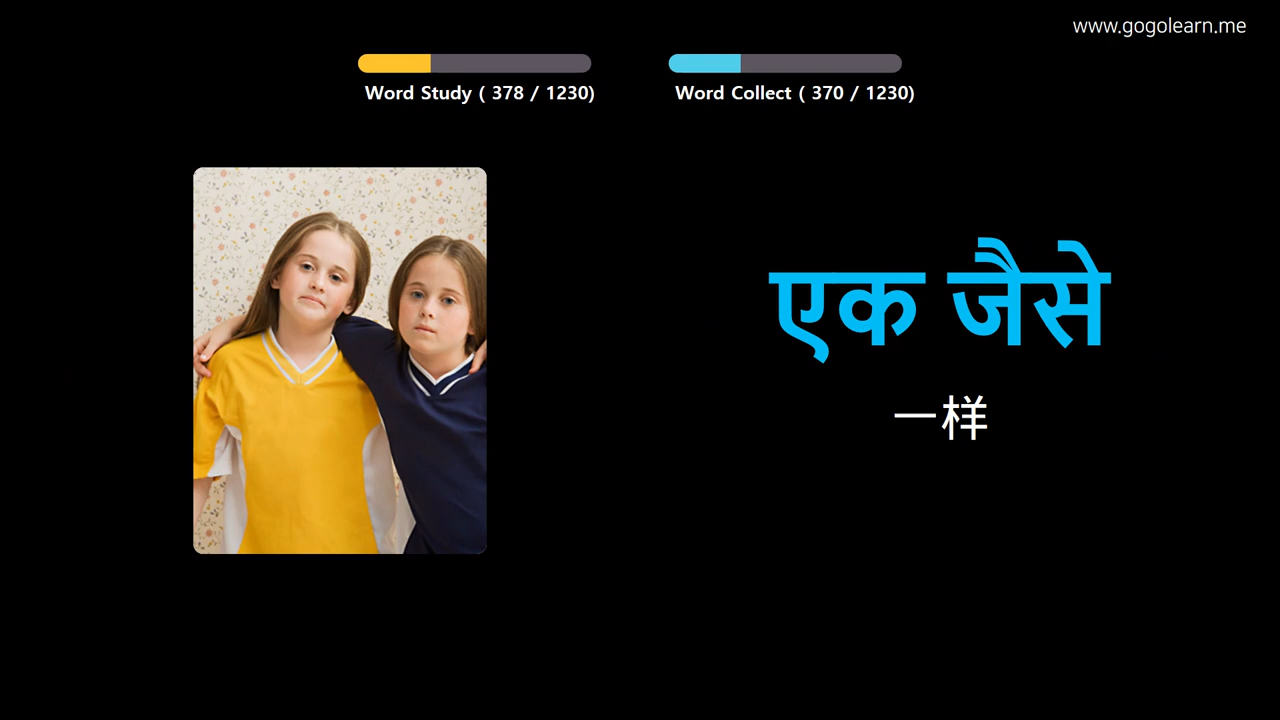 www.gogolearn.me
Word Study ( 378 / 1230)
Word Collect ( 370 / 1230)
एक जैसे
一样